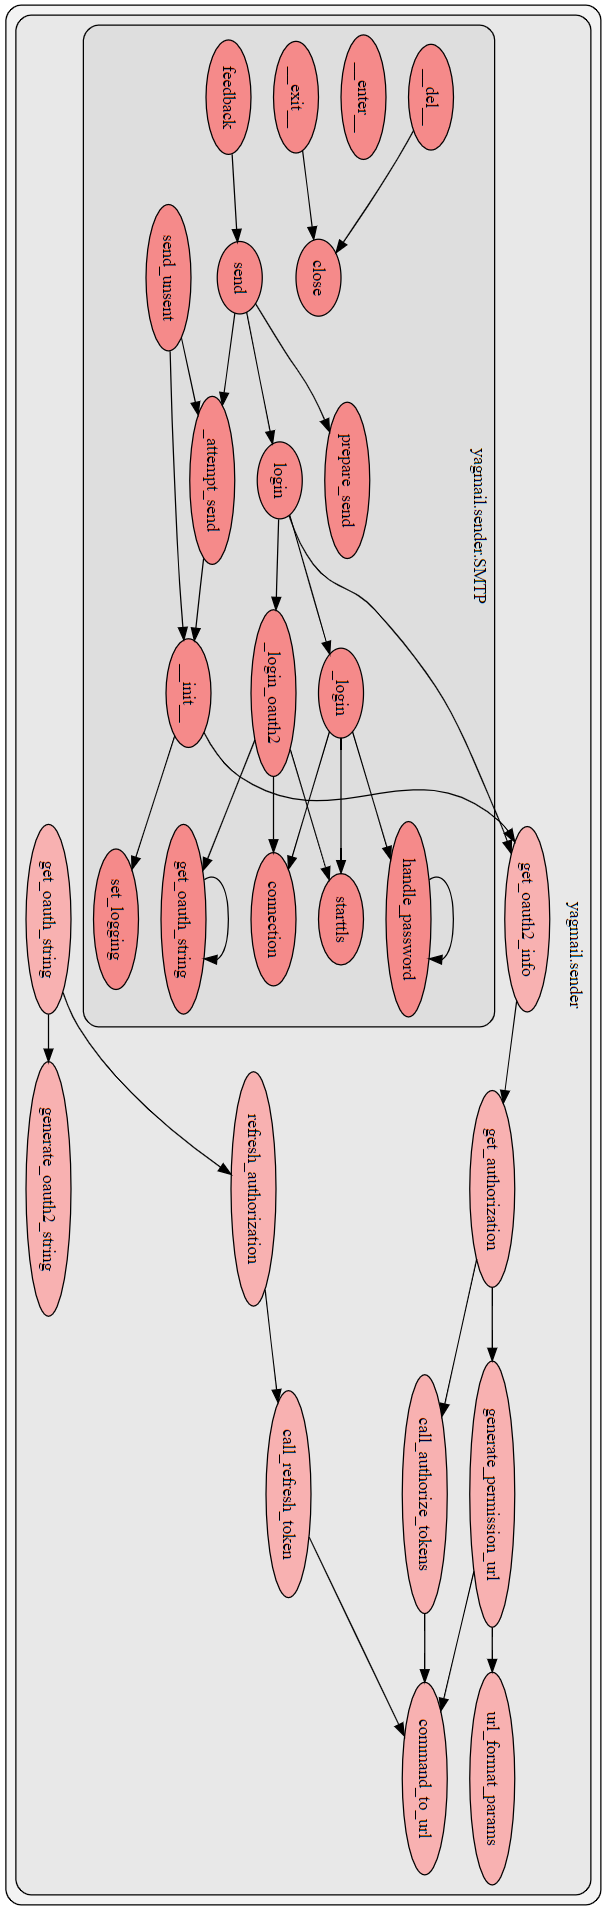 yagmail.sender
yagmail.sender.SMTP
__del__
__enter__
__exit__
feedback
close
send
send_unsent
prepare_send
login
_attempt_send
_login
_login_oauth2
__init__
handle_password
starttls
connection
get_oauth_string
set_logging
get_oauth2_info
get_oauth_string
get_authorization
refresh_authorization
generate_oauth2_string
generate_permission_url
call_authorize_tokens
call_refresh_token
url_format_params
command_to_url